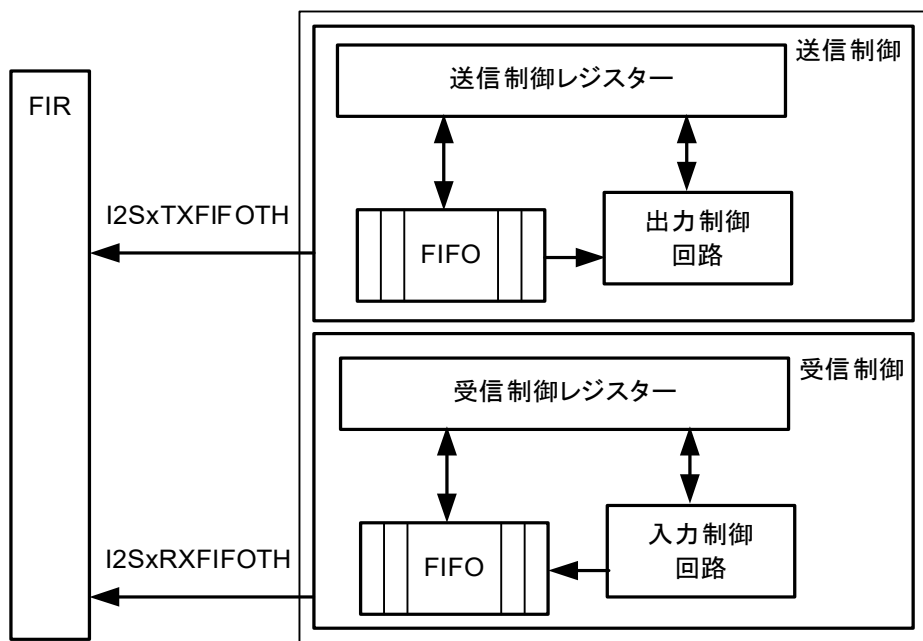 FIR
I2SxTXFIFOTH
I2SxRXFIFOTH
送信制御
送信制御レジスター
FIFO
出力制御
回路
受信制御
受信制御レジスター
FIFO
入力制御
回路